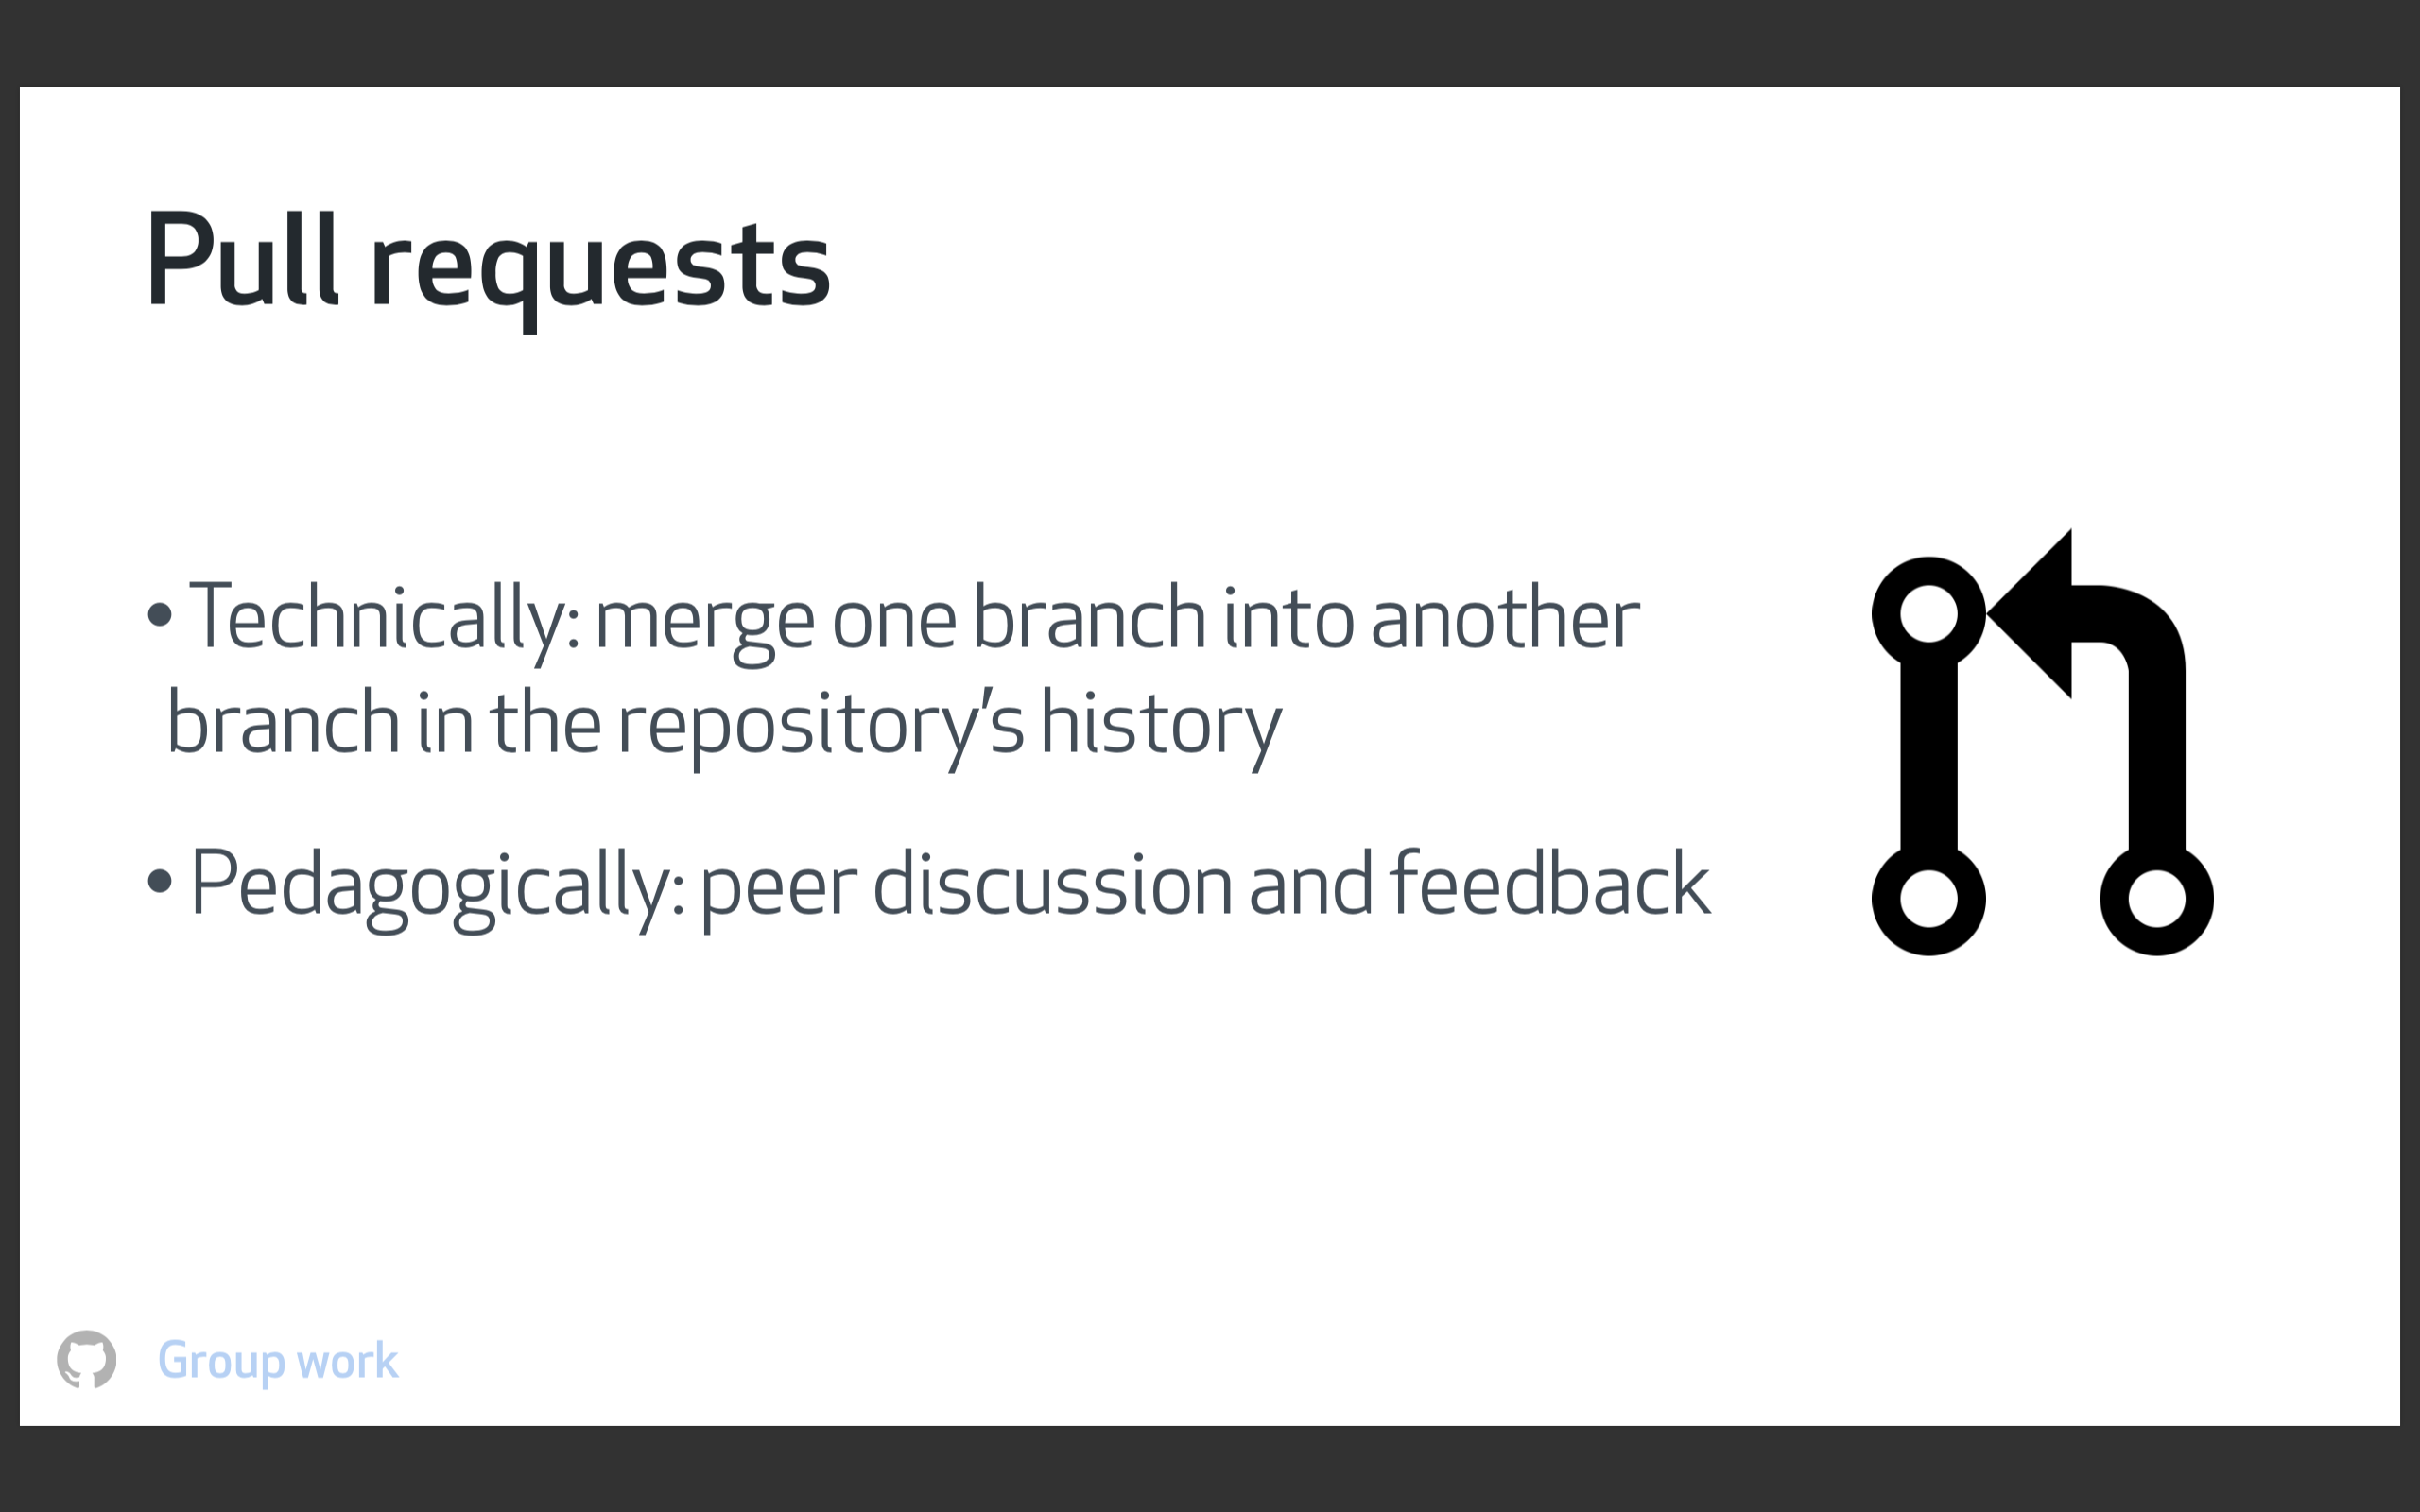 Pull requests
• Technically: merge one branch into another
branch in the repository’s history
• Pedagogically: peer discussion and feedback
Group work